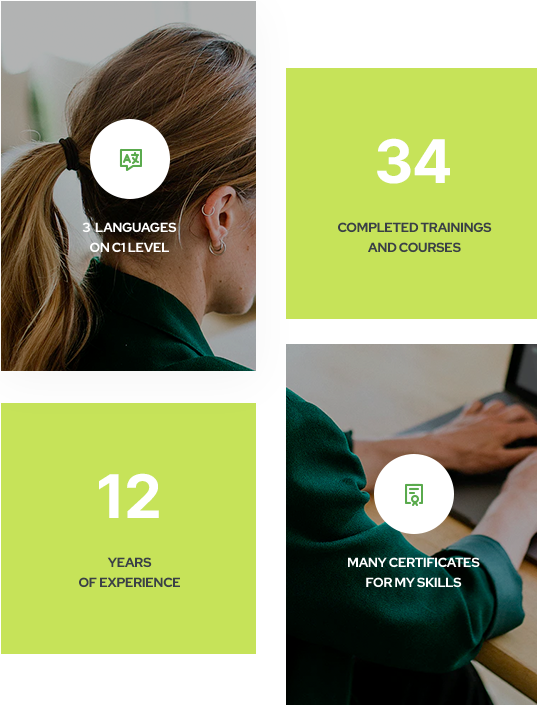 3 LANGUAGES
ON C1 LEVEL
34
COMPLETED TRAININGS
AND COURSES
12
YEARS
OF EXPERIENCE
MANY CERTIFICATES
FOR MY SKILLS